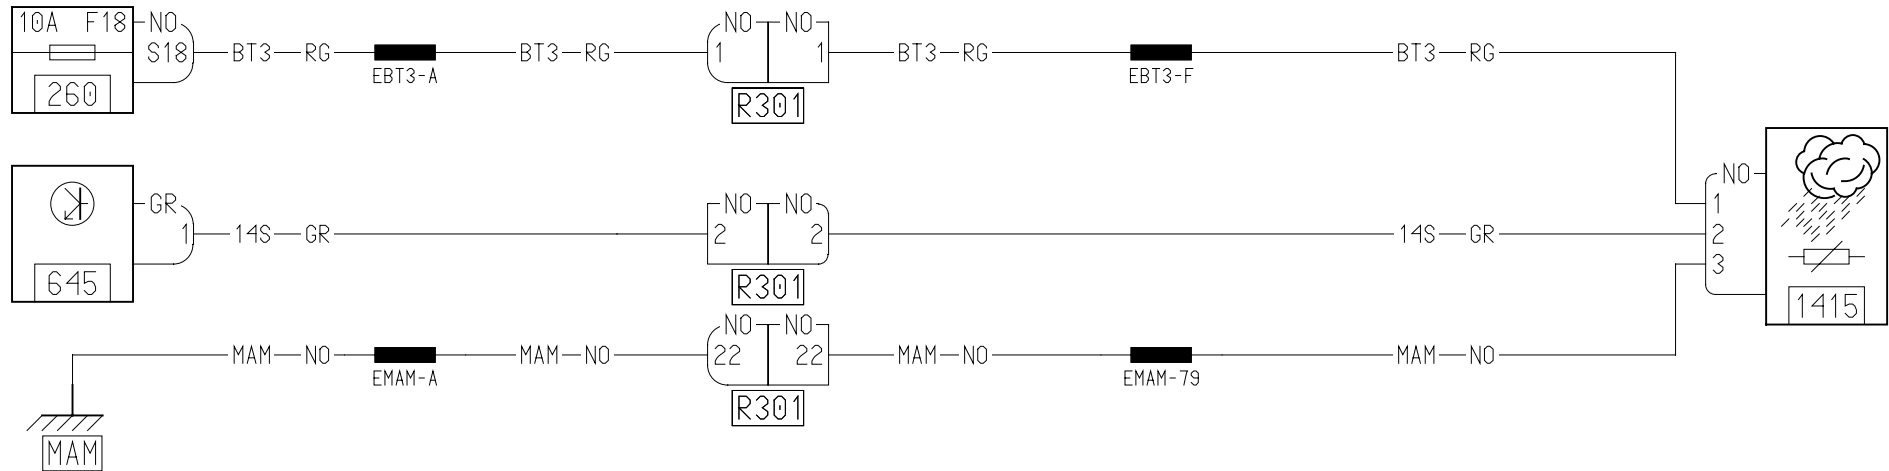 10A F18 NO NO NO
S18 BT3 RG BT3 RG 1 1 BT3 RG BT3 RG
EBT3-A EBT3-F
260 R301
NO
GR NO NO 1
1 14S GR 2 2 14S GR 2
3
645 R301 1415
NO NO
MAM NO MAM NO 22 22 MAM NO MAM NO
EMAM-A EMAM-79
R301
MAM